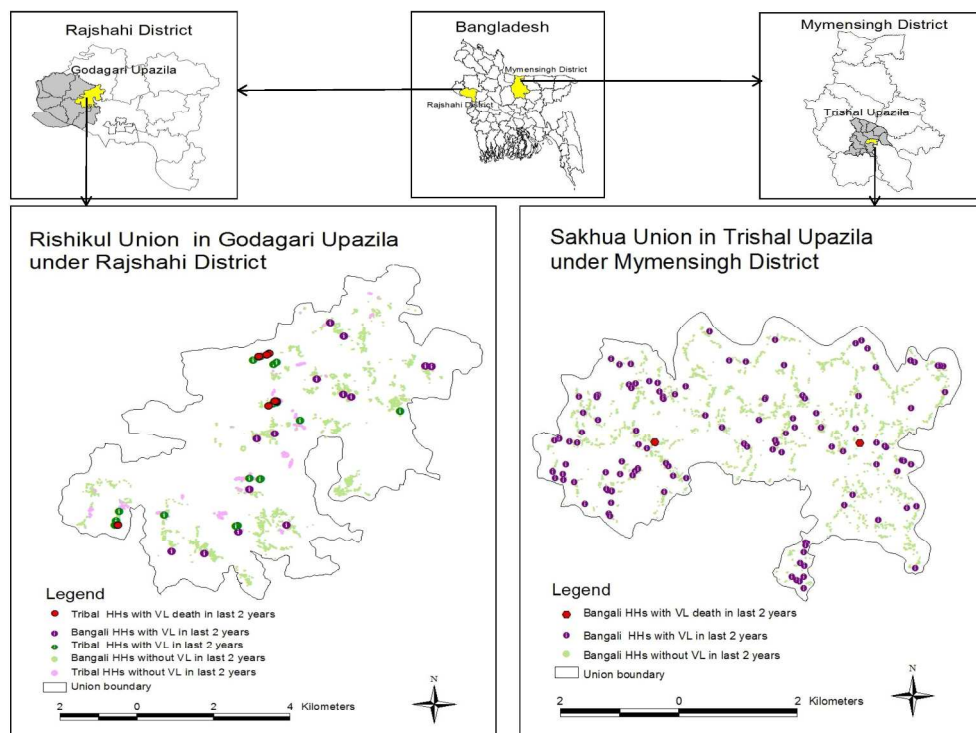 Rajshahi District
Godagari Upazila
Bangladesh
Mymensingh District
Rajshahi District
Mymensingh District
Trishal Upazila
Rishikul Union in Godagari Upazila
under Rajshahi District
Legend
Tribal HHs with VL death in last 2 years
Bangali HHs with VL in last 2 years
Tribal HHs with VL in last 2 years
Bangali HHs without VL in last 2 years
Tribal HHs without VL in last 2 years
Union boundary
N
2 0 2 4 Kilometers
Sakhua Union in Trishal Upazila
under Mymensingh District
Legend
Bangali HHs with VL death in last 2 years
Bangali HHs with VL in last 2 years
Bangali HHs without VL in last 2 years
Union boundary
N
2 0 2 Kilometers